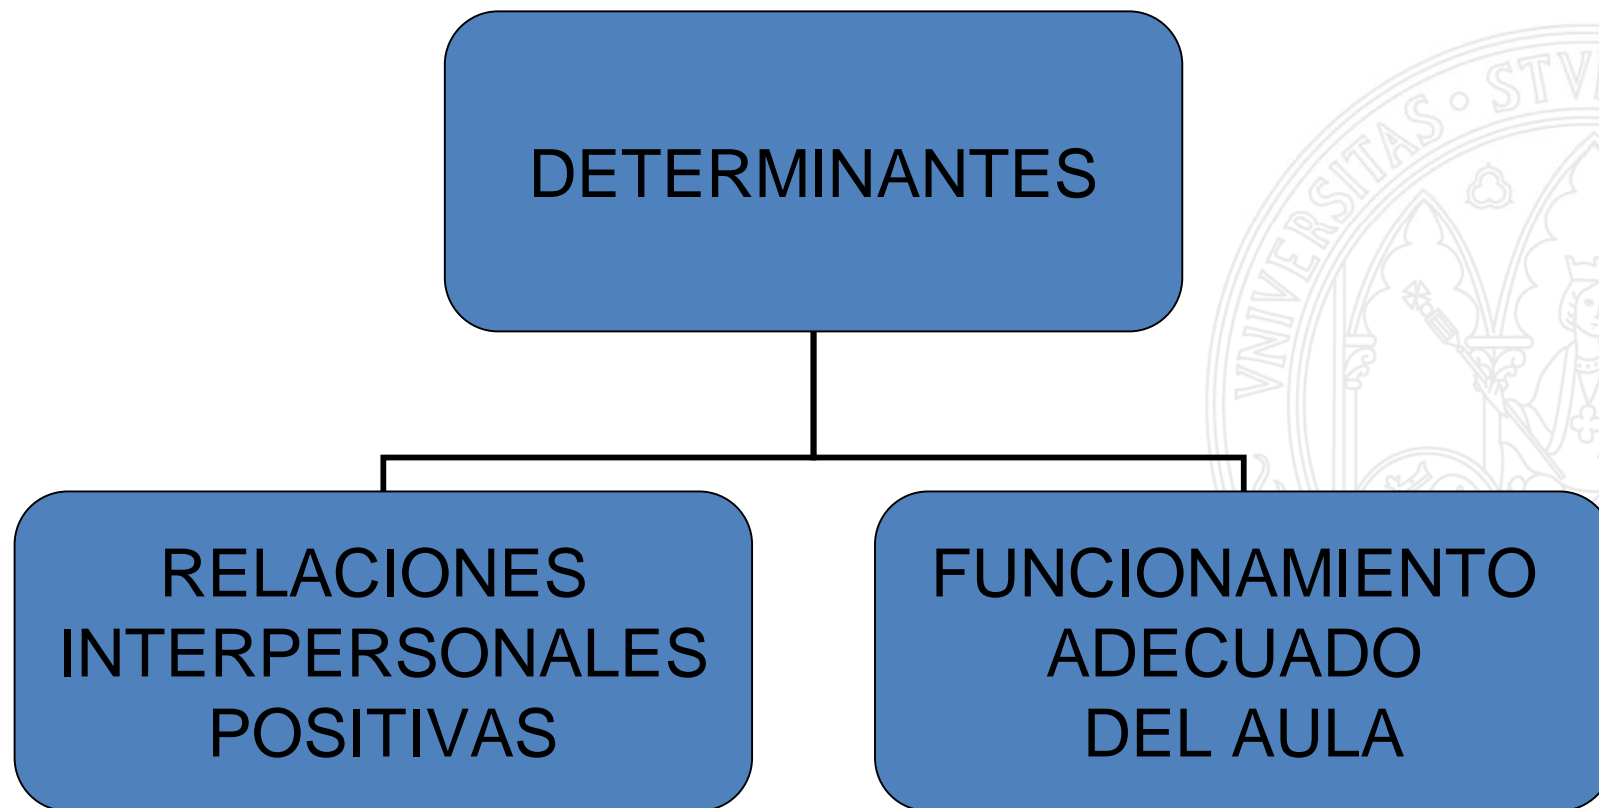 VNIVERSITAS · STV
DETERMINANTES
RELACIONES
INTERPERSONALES
POSITIVAS
FUNCIONAMIENTO
ADECUADO
DEL AULA